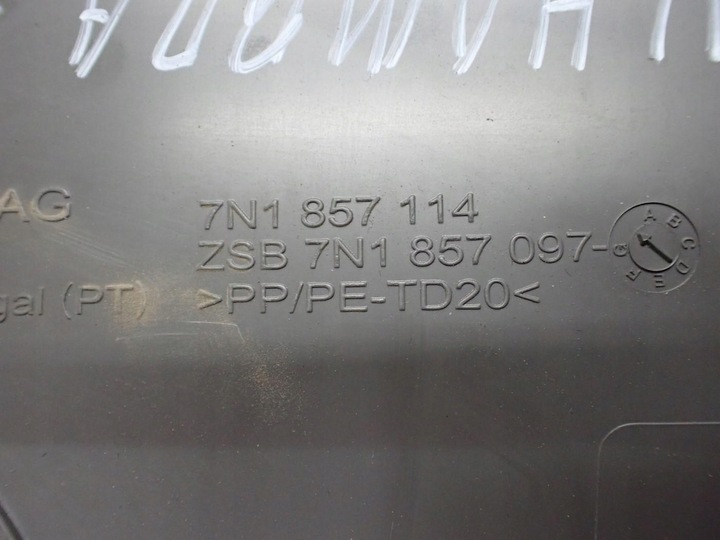 AG 7N1 857 114
ZSB 7N1 857 097-
gal (PT) >PP/PE-TD20<
A B C D E F G